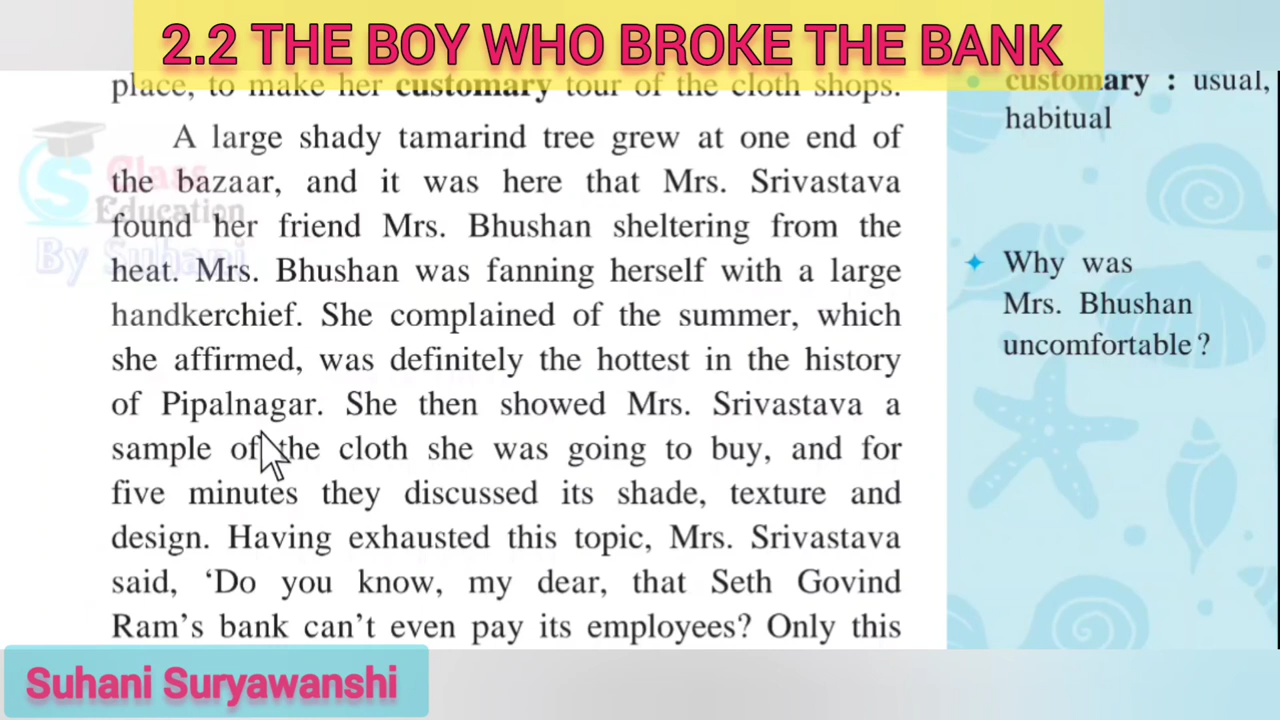 2.2 THE BOY WHO BROKE THE BANK
place, to make her customary tour of the cloth shops.
A large shady tamarind tree grew at one end of
the bazaar, and it was here that Mrs. Srivastava
found her friend Mrs. Bhushan sheltering from the
heat. Mrs. Bhushan was fanning herself with a large
handkerchief. She complained of the summer, which
she affirmed, was definitely the hottest in the history
of Pipalnagar. She then showed Mrs. Srivastava a
sample of the cloth she was going to buy, and for
five minutes they discussed its shade, texture and
design. Having exhausted this topic, Mrs. Srivastava
said, ‘Do you know, my dear, that Seth Govind
Ram’s bank can’t even pay its employees? Only this
customary : usual,
habitual
Why was
Mrs. Bhushan
uncomfortable?
S Class
Education
By Suhani
Suhani Suryawanshi